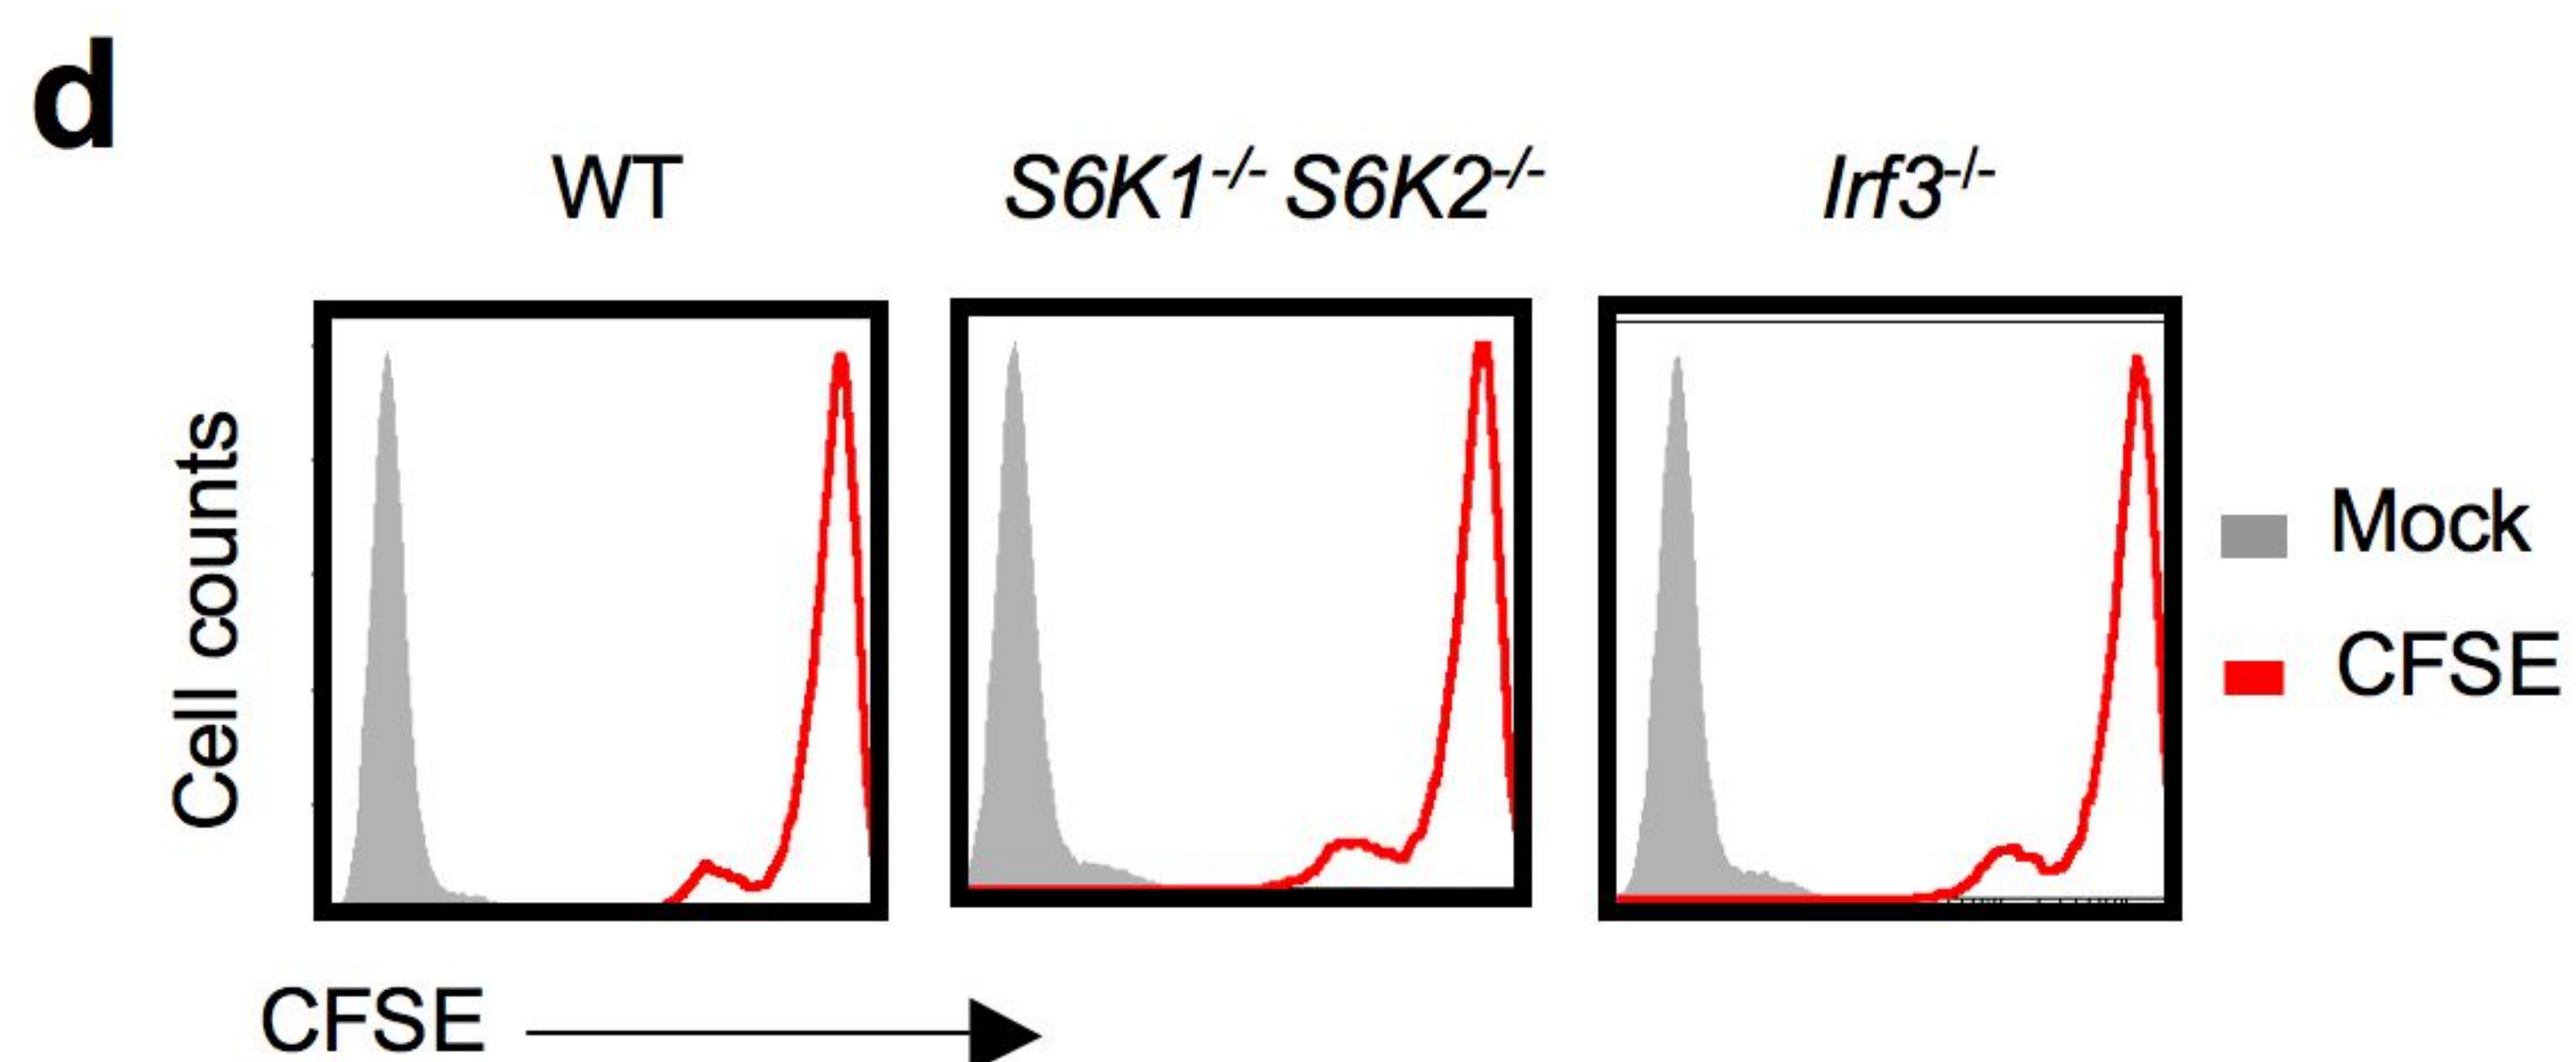 d
WT
S6K1-/- S6K2-/-
Irf3-/-
Cell counts
Mock
CFSE
CFSE